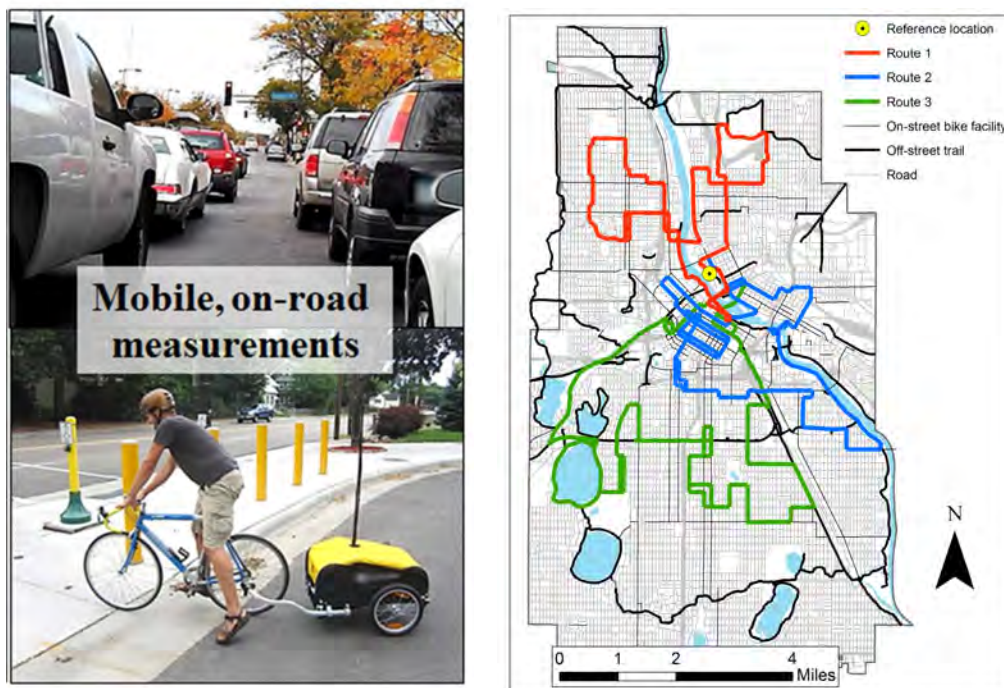 Mobile, on-road
measurements
Reference location
Route 1
Route 2
Route 3
On-street bike facility
Off-street trail
Road
N
0 1 2 4
Miles